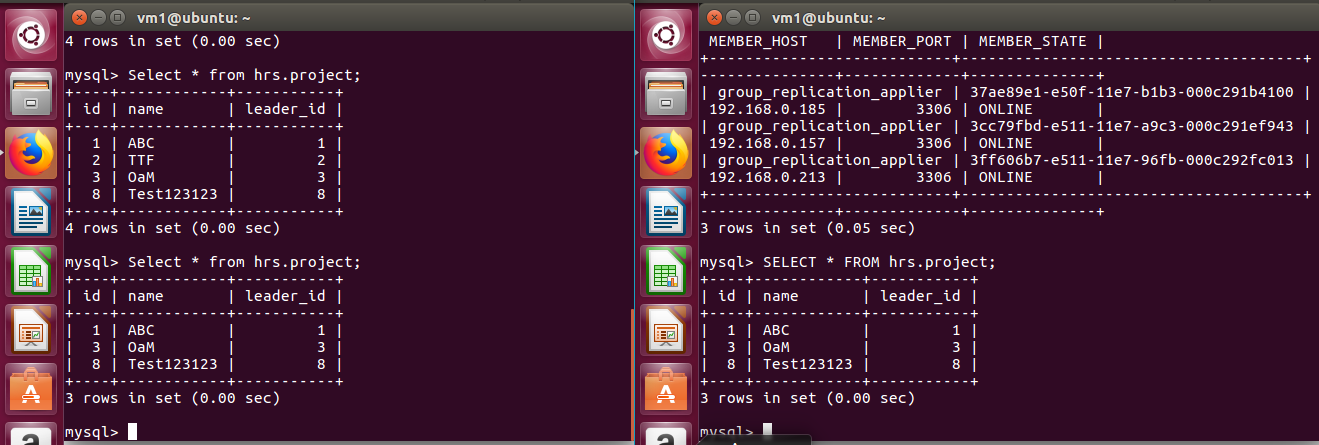 vm1@ubuntu: ~
4 rows in set (0.00 sec)
mysql> Select * from hrs.project;
+----+------------+-----------+
| id | name       | leader_id |
+----+------------+-----------+
|  1 | ABC        |         1 |
|  2 | TTF        |         2 |
|  3 | OaM        |         3 |
|  8 | Test123123 |         8 |
+----+------------+-----------+
4 rows in set (0.00 sec)
mysql> Select * from hrs.project;
+----+------------+-----------+
| id | name       | leader_id |
+----+------------+-----------+
|  1 | ABC        |         1 |
|  3 | OaM        |         3 |
|  8 | Test123123 |         8 |
+----+------------+-----------+
3 rows in set (0.00 sec)
mysql>
vm1@ubuntu: ~
 MEMBER_HOST   | MEMBER_PORT | MEMBER_STATE |
+---------------------------+--------------------------------------+
---------------+-------------+--------------+
| group_replication_applier | 37ae89e1-e50f-11e7-b1b3-000c291b4100 |
 192.168.0.185 |        3306 | ONLINE       |
| group_replication_applier | 3cc79fbd-e511-11e7-a9c3-000c291ef943 |
 192.168.0.157 |        3306 | ONLINE       |
| group_replication_applier | 3ff606b7-e511-11e7-96fb-000c292fc013 |
 192.168.0.213 |        3306 | ONLINE       |
+---------------------------+--------------------------------------+
---------------+-------------+--------------+
3 rows in set (0.05 sec)
mysql> SELECT * FROM hrs.project;
+----+------------+-----------+
| id | name       | leader_id |
+----+------------+-----------+
|  1 | ABC        |         1 |
|  3 | OaM        |         3 |
|  8 | Test123123 |         8 |
+----+------------+-----------+
3 rows in set (0.00 sec)
mysql>